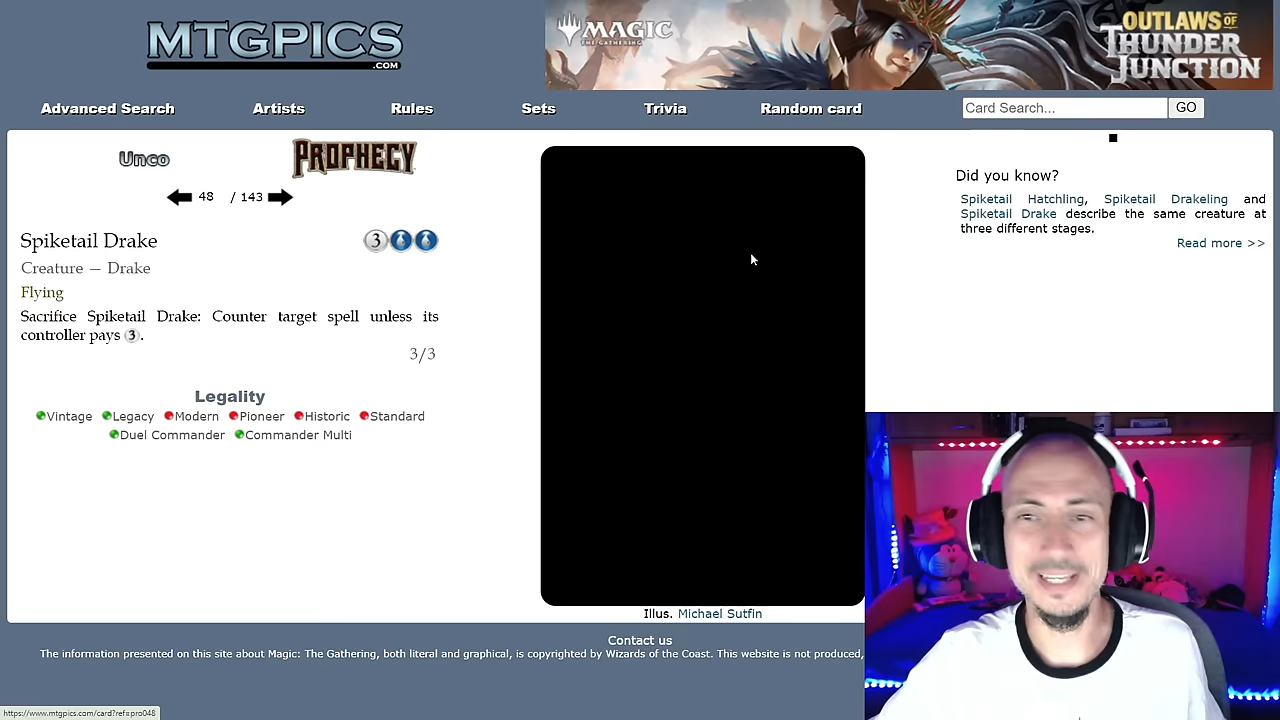 MTGPICS
.COM
MAGIC
THE GATHERING
OUTLAWS OF
THUNDER
JUNCTION
Advanced Search Artists Rules Sets Trivia Random card Card Search... GO
Unco PROPHECY
48 / 143
Spiketail Drake 3
Creature — Drake
Flying
Sacrifice Spiketail Drake: Counter target spell unless its
controller pays 3.
3/3
Legality
Vintage Legacy Modern Pioneer Historic Standard
Duel Commander Commander Multi
Illus. Michael Sutfin
Did you know?
Spiketail Hatchling, Spiketail Drakeling and
Spiketail Drake describe the same creature at
three different stages.
Read more >>
Contact us
The information presented on this site about Magic: The Gathering, both literal and graphical, is copyrighted by Wizards of the Coast. This website is not produced,
https://www.mtgpics.com/card?ref=pro048